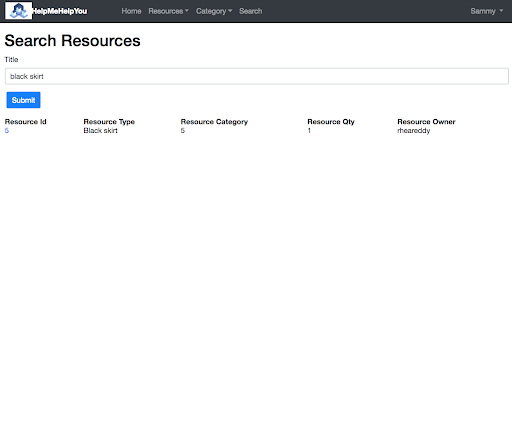 HelpMeHelpYou Home Resources Category Search Sammy
Search Resources
Title
black skirt
Submit
Resource Id Resource Type Resource Category Resource Qty Resource Owner
5 Black skirt 5 1 rheareddy